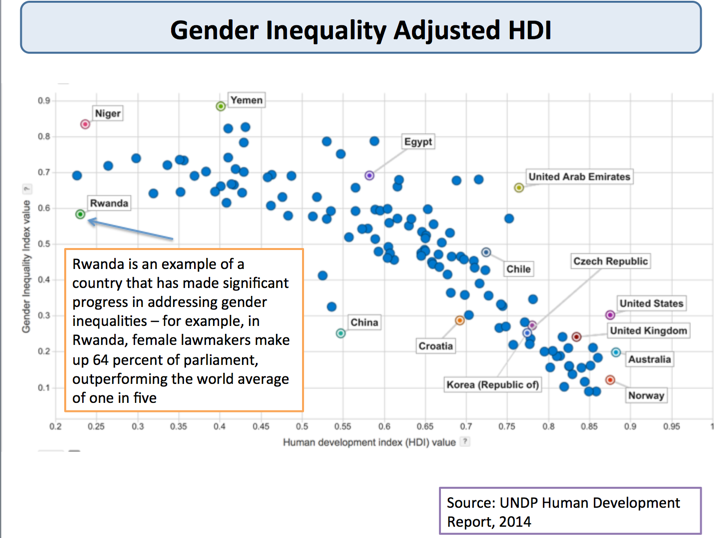 Gender Inequality Adjusted HDI
0.9
0.8
0.7
0.6
0.5
0.4
0.3
0.2
0.1
Gender Inequality Index value ?
Niger
Yemen
Egypt
United Arab Emirates
Rwanda
Chile
Czech Republic
China
Croatia
United States
United Kingdom
Australia
Korea (Republic of)
Norway
Rwanda is an example of a
country that has made significant
progress in addressing gender
inequalities – for example, in
Rwanda, female lawmakers make
up 64 percent of parliament,
outperforming the world average
of one in five
0.2 0.25 0.3 0.35 0.4 0.45 0.5 0.55 0.6 0.65 0.7 0.75 0.8 0.85 0.9 0.95 1
Human development index (HDI) value ?
Source: UNDP Human Development
Report, 2014